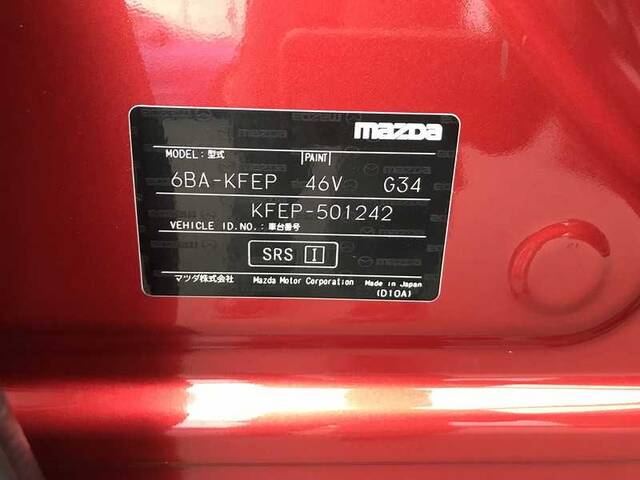 mazda
MODEL: 型式 PAINT
6BA-KFEP 46V G34
KFEP-501242
VEHICLE ID.NO.: 車台番号
SRS I
マツダ株式会社 Mazda Motor Corporation Made in Japan
(D10A)